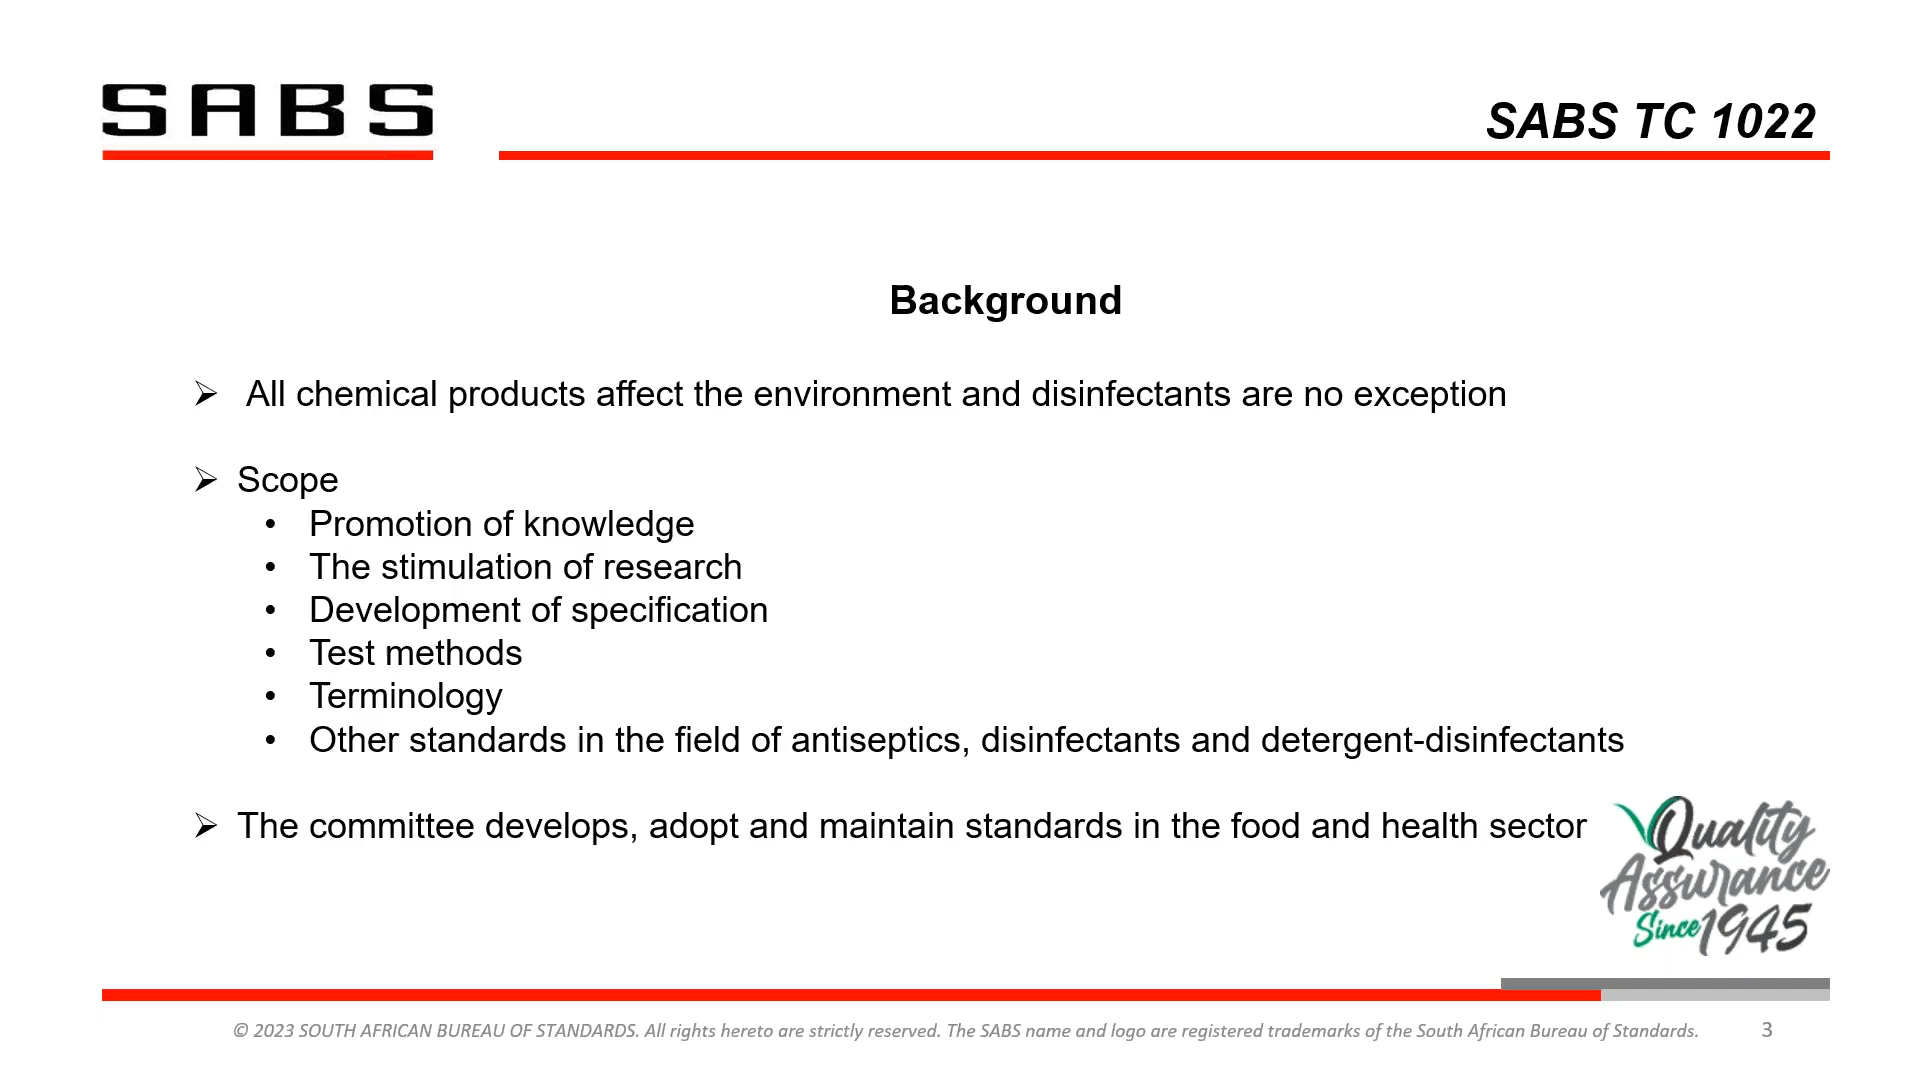 SABS
SABS TC 1022
Background
➢ All chemical products affect the environment and disinfectants are no exception
➢ Scope
• Promotion of knowledge
• The stimulation of research
• Development of specification
• Test methods
• Terminology
• Other standards in the field of antiseptics, disinfectants and detergent-disinfectants
➢ The committee develops, adopt and maintain standards in the food and health sector
Quality
Assurance
Since 1945
© 2023 SOUTH AFRICAN BUREAU OF STANDARDS. All rights hereto are strictly reserved. The SABS name and logo are registered trademarks of the South African Bureau of Standards.
3